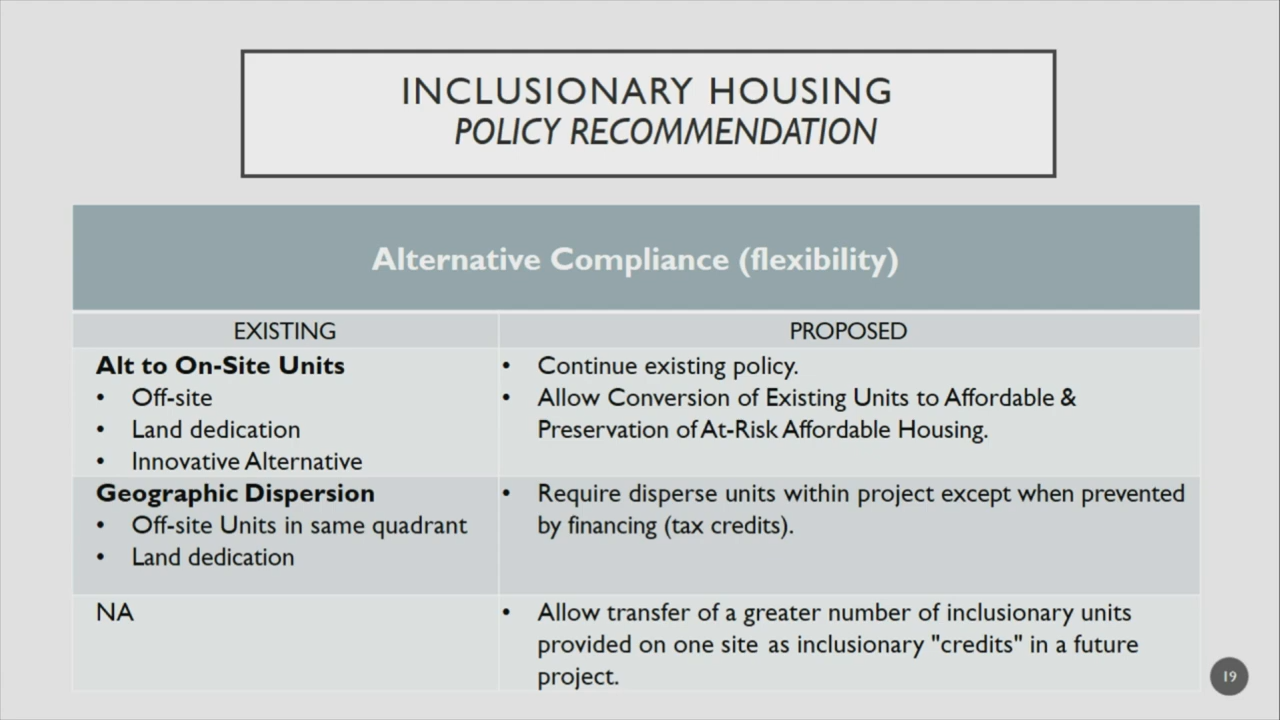 INCLUSIONARY HOUSING
POLICY RECOMMENDATION
Alternative Compliance (flexibility)
EXISTING
PROPOSED
Alt to On-Site Units
• Off-site
• Land dedication
• Innovative Alternative
• Continue existing policy.
• Allow Conversion of Existing Units to Affordable &
Preservation of At-Risk Affordable Housing.
Geographic Dispersion
• Off-site Units in same quadrant
• Land dedication
• Require disperse units within project except when prevented
by financing (tax credits).
NA
• Allow transfer of a greater number of inclusionary units
provided on one site as inclusionary "credits" in a future
project.
19